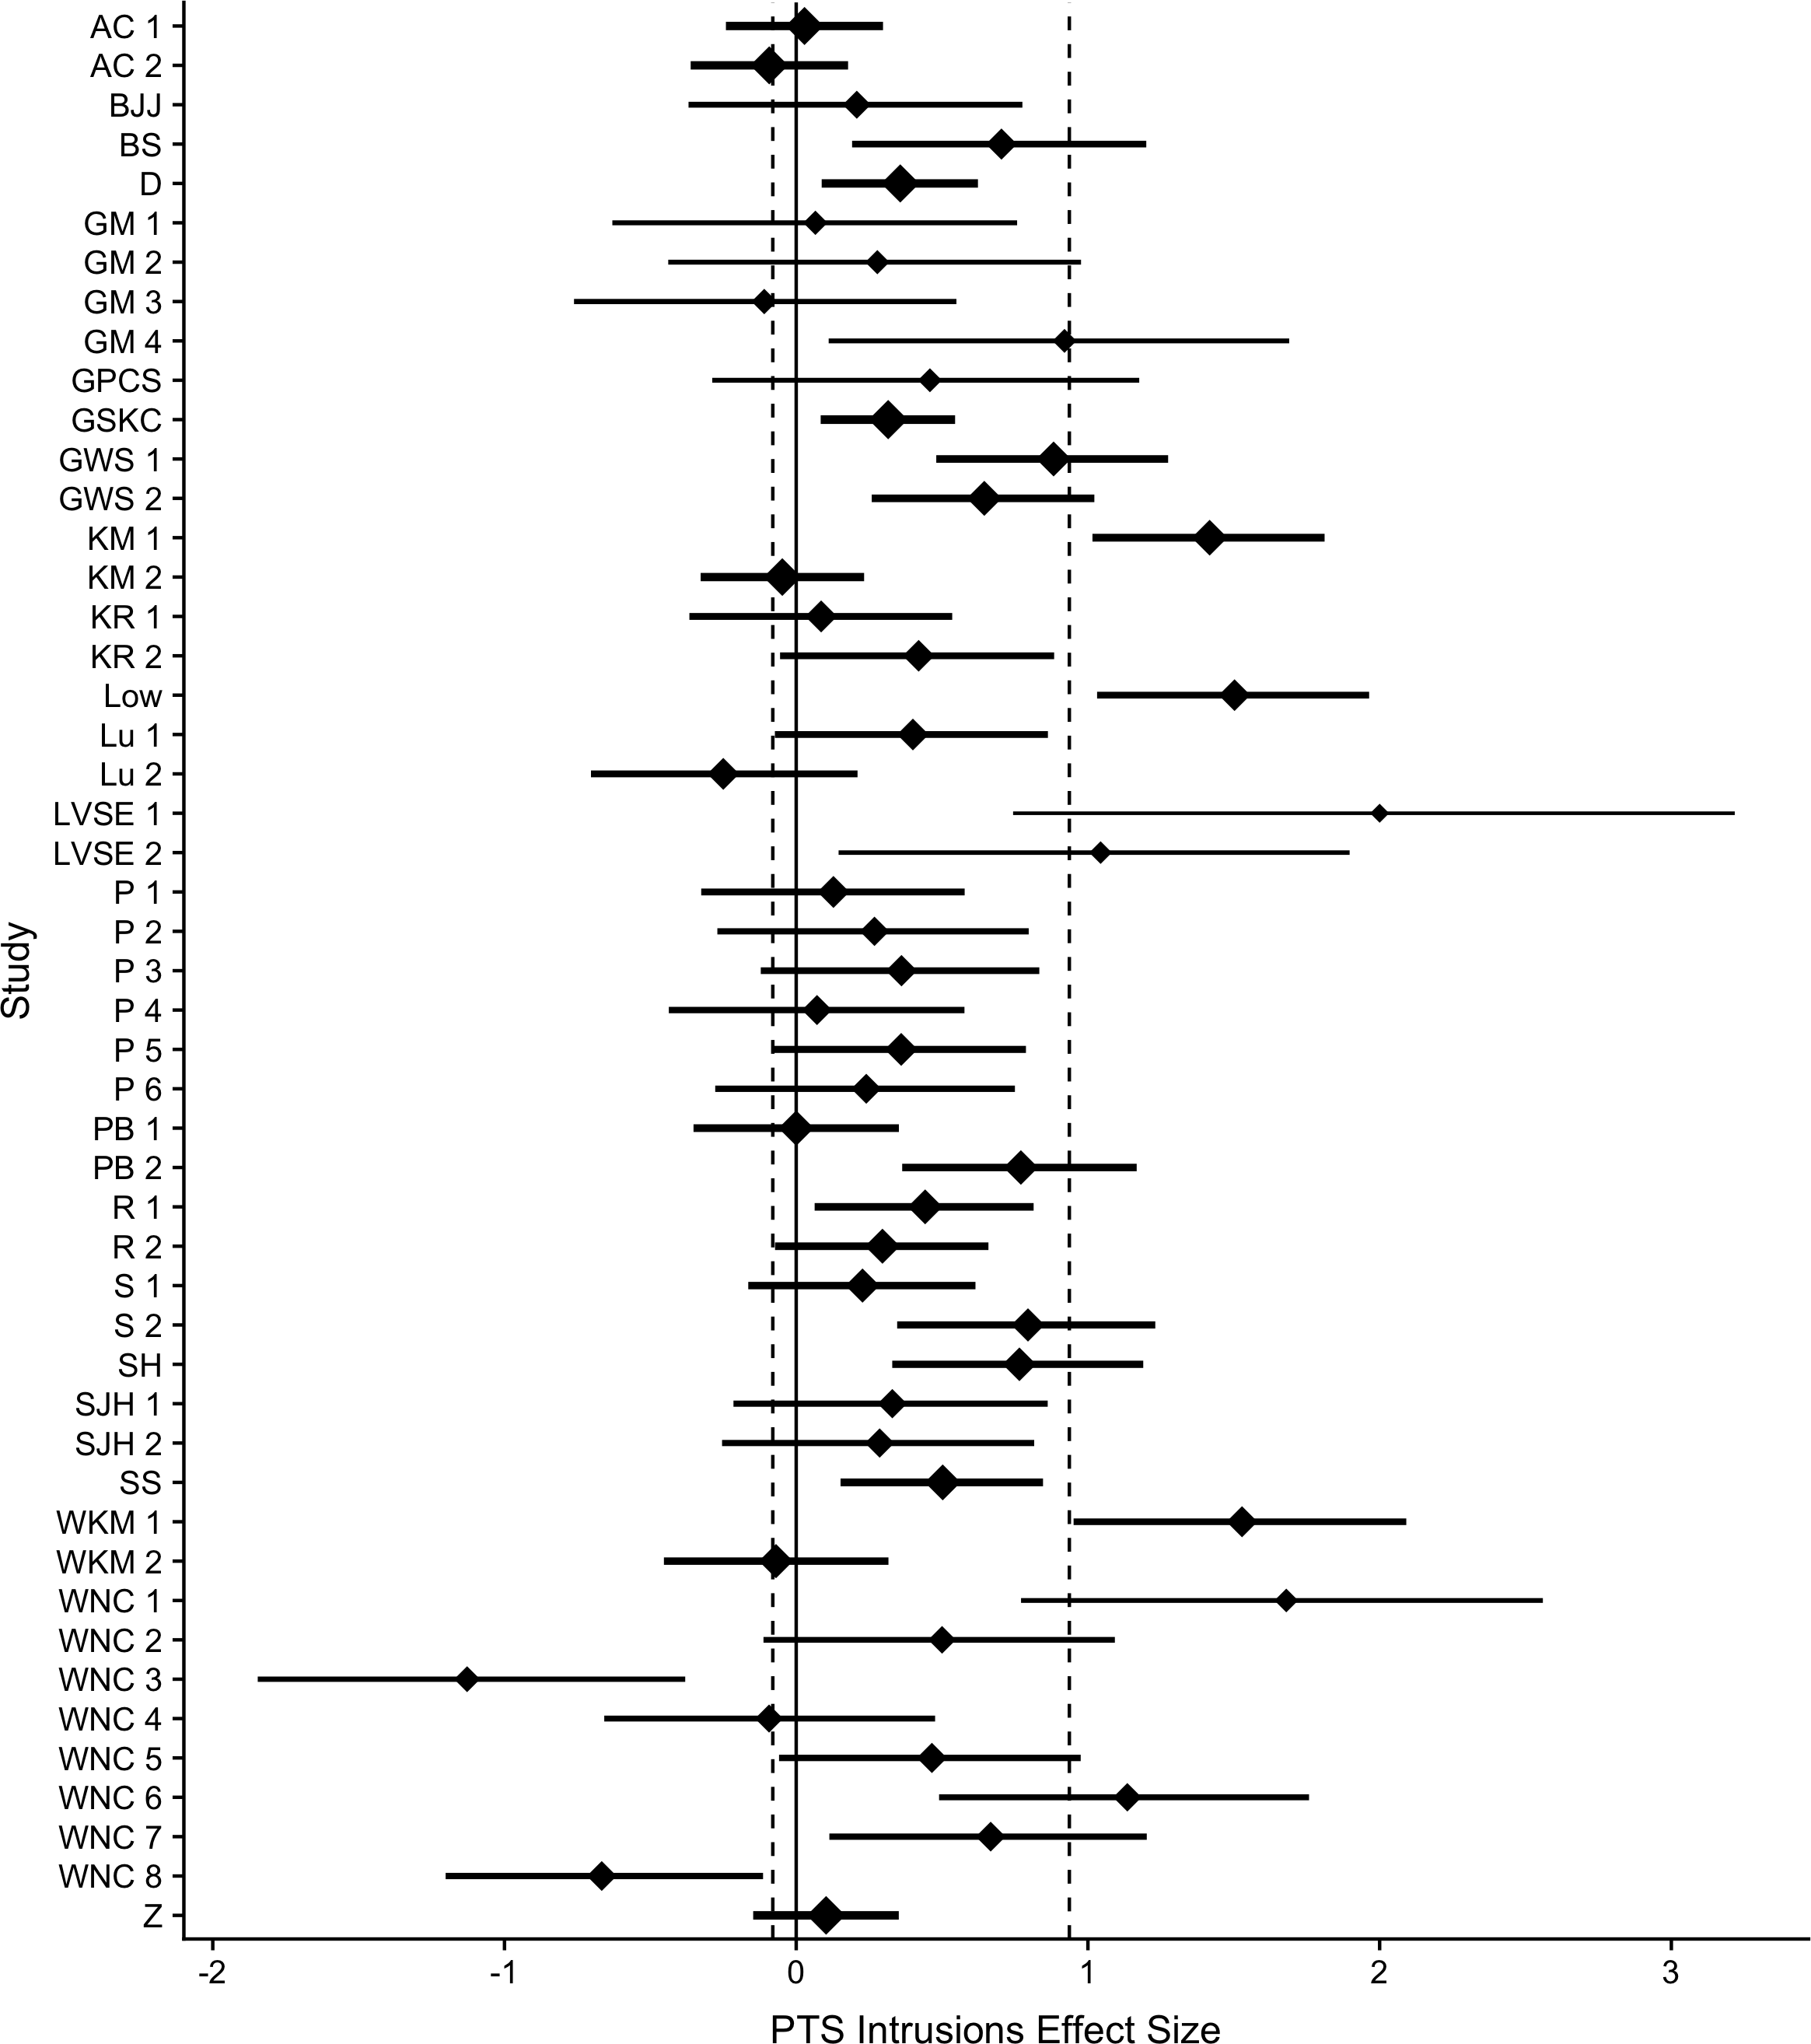 AC 1
AC 2
BJJ
BS
D
GM 1
GM 2
GM 3
GM 4
GPCS
GSKC
GWS 1
GWS 2
KM 1
KM 2
KR 1
KR 2
Low
Lu 1
Lu 2
LVSE 1
LVSE 2
P 1
P 2
P 3
P 4
P 5
P 6
PB 1
PB 2
R 1
R 2
S 1
S 2
SH
SJH 1
SJH 2
SS
WKM 1
WKM 2
WNC 1
WNC 2
WNC 3
WNC 4
WNC 5
WNC 6
WNC 7
WNC 8
Z
Study
-2 -1 0 1 2 3
PTS Intrusions Effect Size